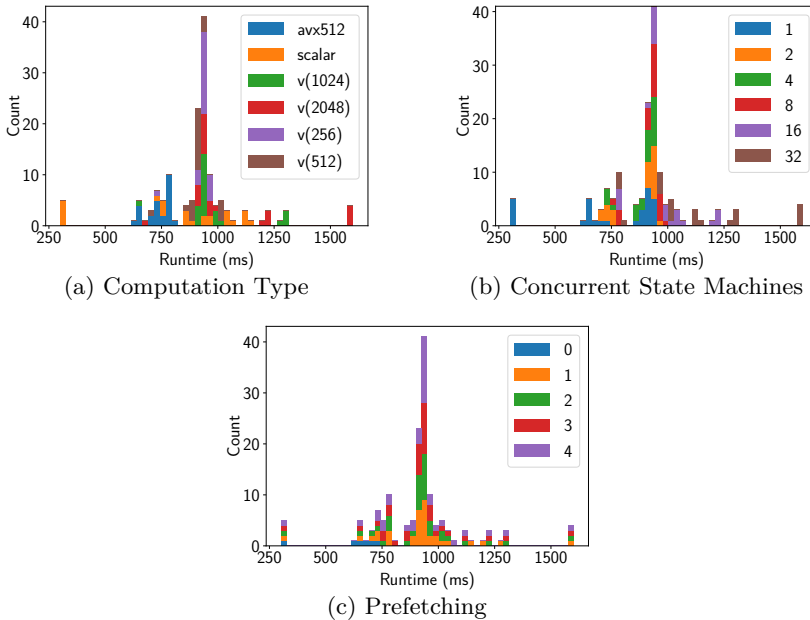 40
30
20
10
0
Count
250 500 750 1000 1250 1500
Runtime (ms)
avx512
scalar
v(1024)
v(2048)
v(256)
v(512)
(a) Computation Type
40
30
20
10
0
Count
250 500 750 1000 1250 1500
Runtime (ms)
1
2
4
8
16
32
(b) Concurrent State Machines
40
30
20
10
0
Count
250 500 750 1000 1250 1500
Runtime (ms)
0
1
2
3
4
(c) Prefetching